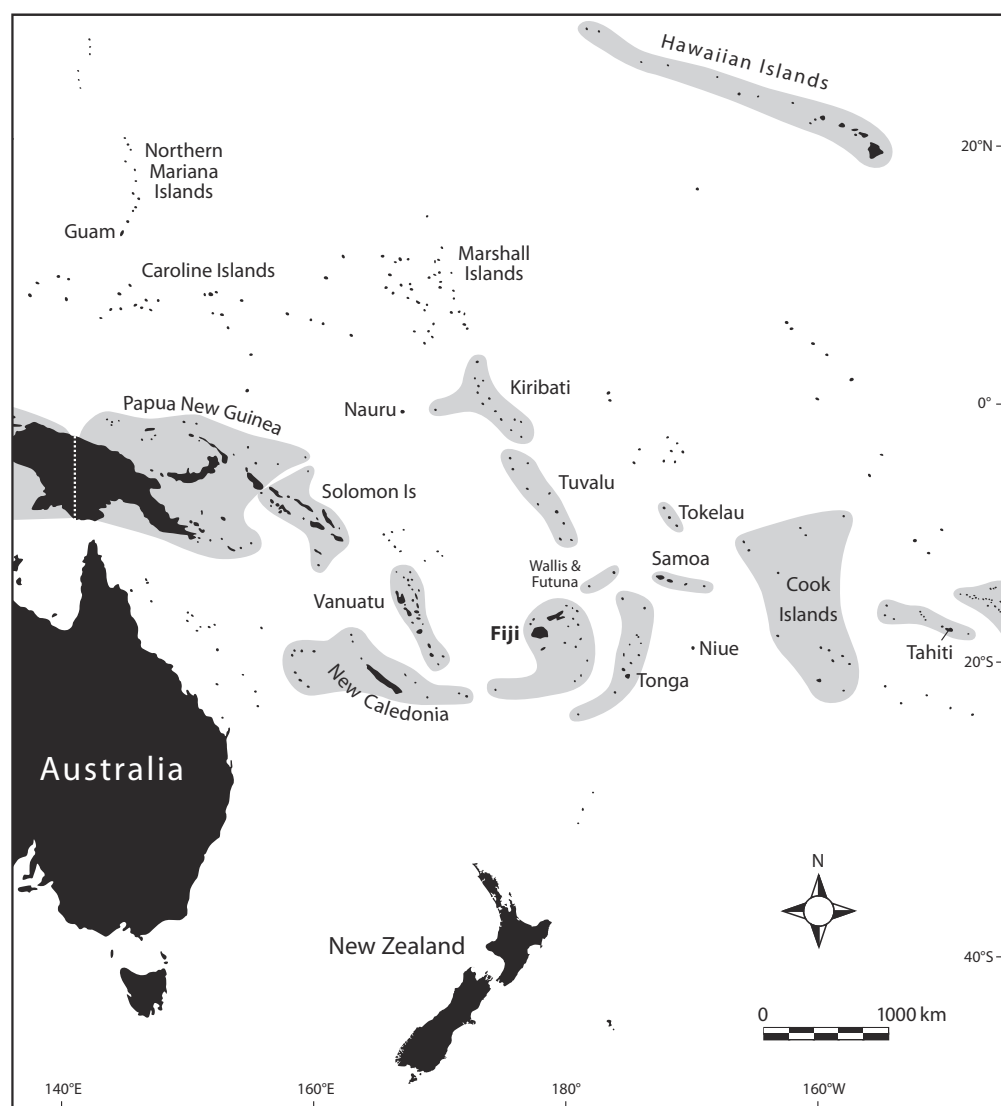 Hawaiian Islands
20°N
Northern
Mariana
Islands
Guam
Caroline Islands
Marshall
Islands
Kiribati
Nauru
0°
Papua New Guinea
Solomon Is
Tuvalu
Tokelau
Samoa
Wallis &
Futuna
Cook
Islands
Vanuatu
Fiji
Niue
Tahiti
20°S
Tonga
New Caledonia
Australia
N
New Zealand
40°S
0 1000 km
140°E 160°E 180° 160°W